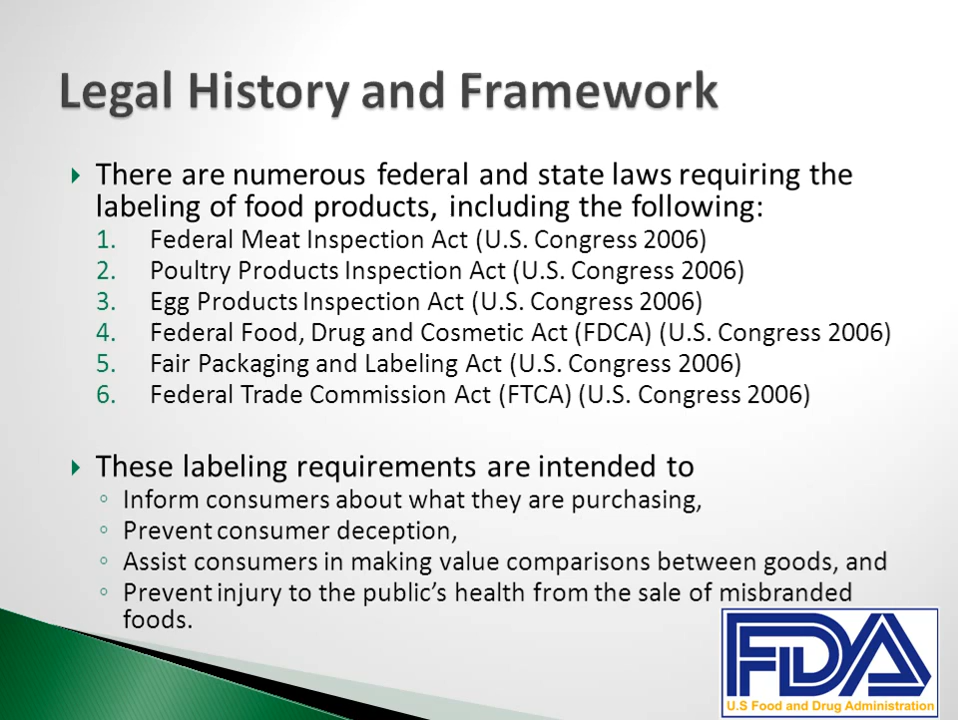 Legal History and Framework
There are numerous federal and state laws requiring the
labeling of food products, including the following:
1. Federal Meat Inspection Act (U.S. Congress 2006)
2. Poultry Products Inspection Act (U.S. Congress 2006)
3. Egg Products Inspection Act (U.S. Congress 2006)
4. Federal Food, Drug and Cosmetic Act (FDCA) (U.S. Congress 2006)
5. Fair Packaging and Labeling Act (U.S. Congress 2006)
6. Federal Trade Commission Act (FTCA) (U.S. Congress 2006)
These labeling requirements are intended to
Inform consumers about what they are purchasing,
Prevent consumer deception,
Assist consumers in making value comparisons between goods, and
Prevent injury to the public’s health from the sale of misbranded
foods.
FDA
U.S Food and Drug Administration